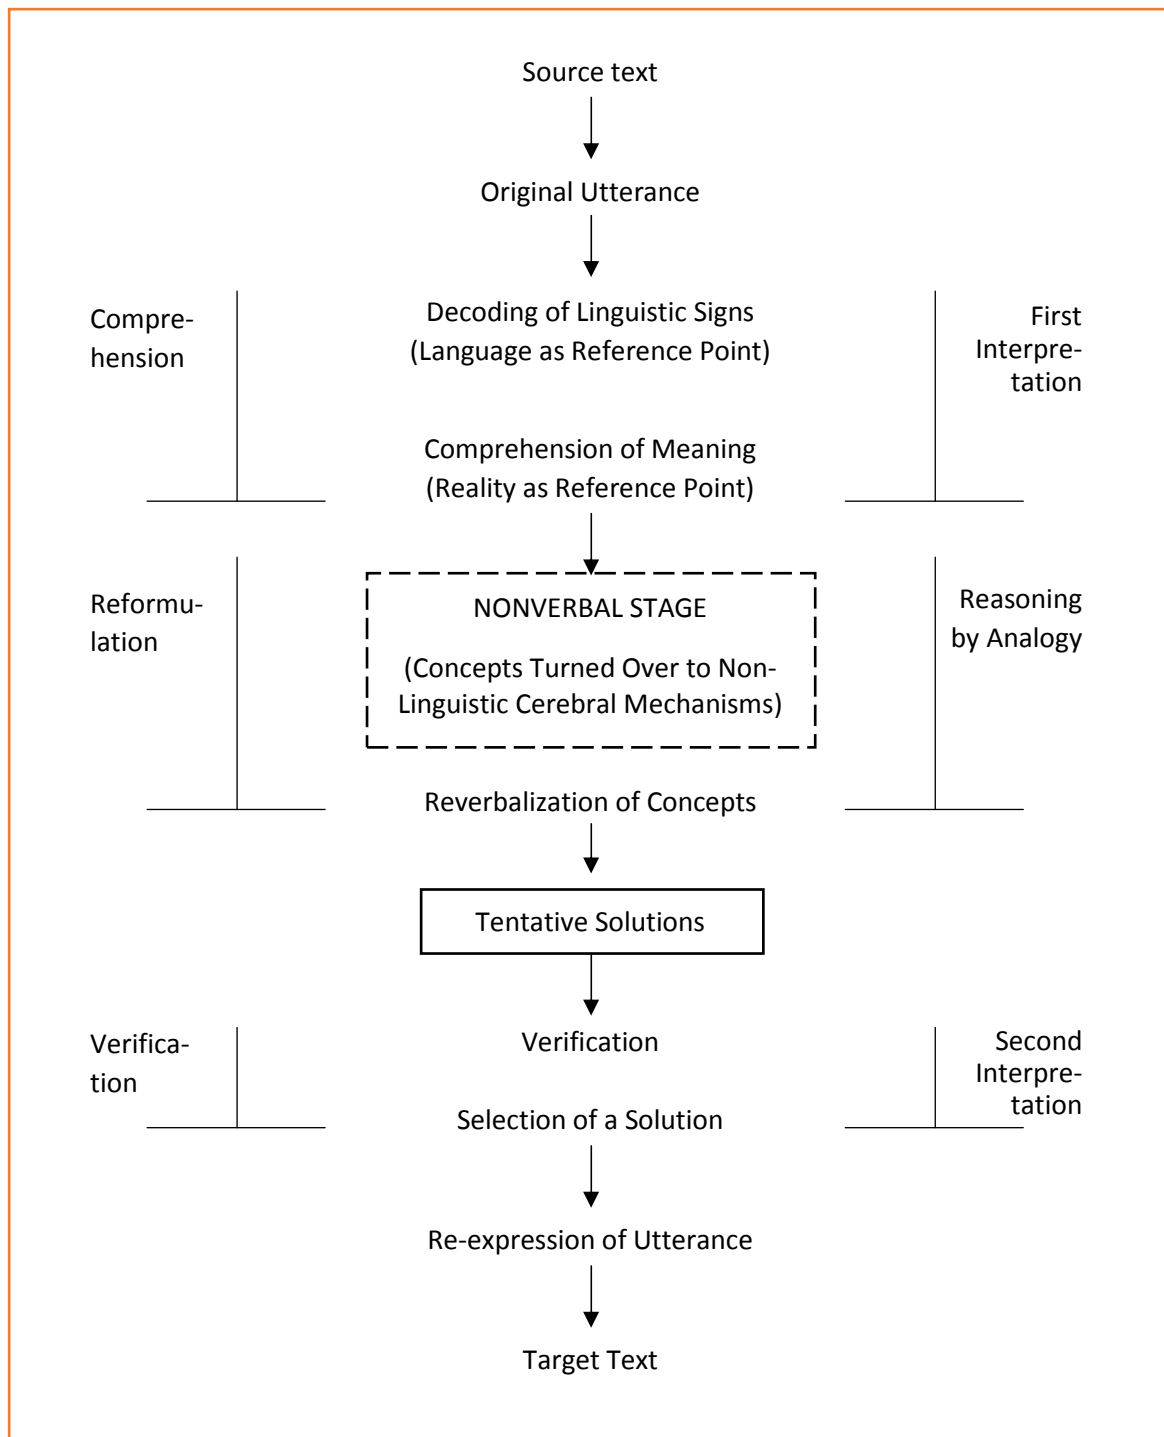 Source text
Original Utterance
Compre-
hension
Decoding of Linguistic Signs
(Language as Reference Point)
First
Interpre-
tation
Comprehension of Meaning
(Reality as Reference Point)
Reformu-
lation
NONVERBAL STAGE
(Concepts Turned Over to Non-
Linguistic Cerebral Mechanisms)
Reasoning
by Analogy
Reverbalization of Concepts
Tentative Solutions
Verifica-
tion
Verification
Second
Interpre-
tation
Selection of a Solution
Re-expression of Utterance
Target Text